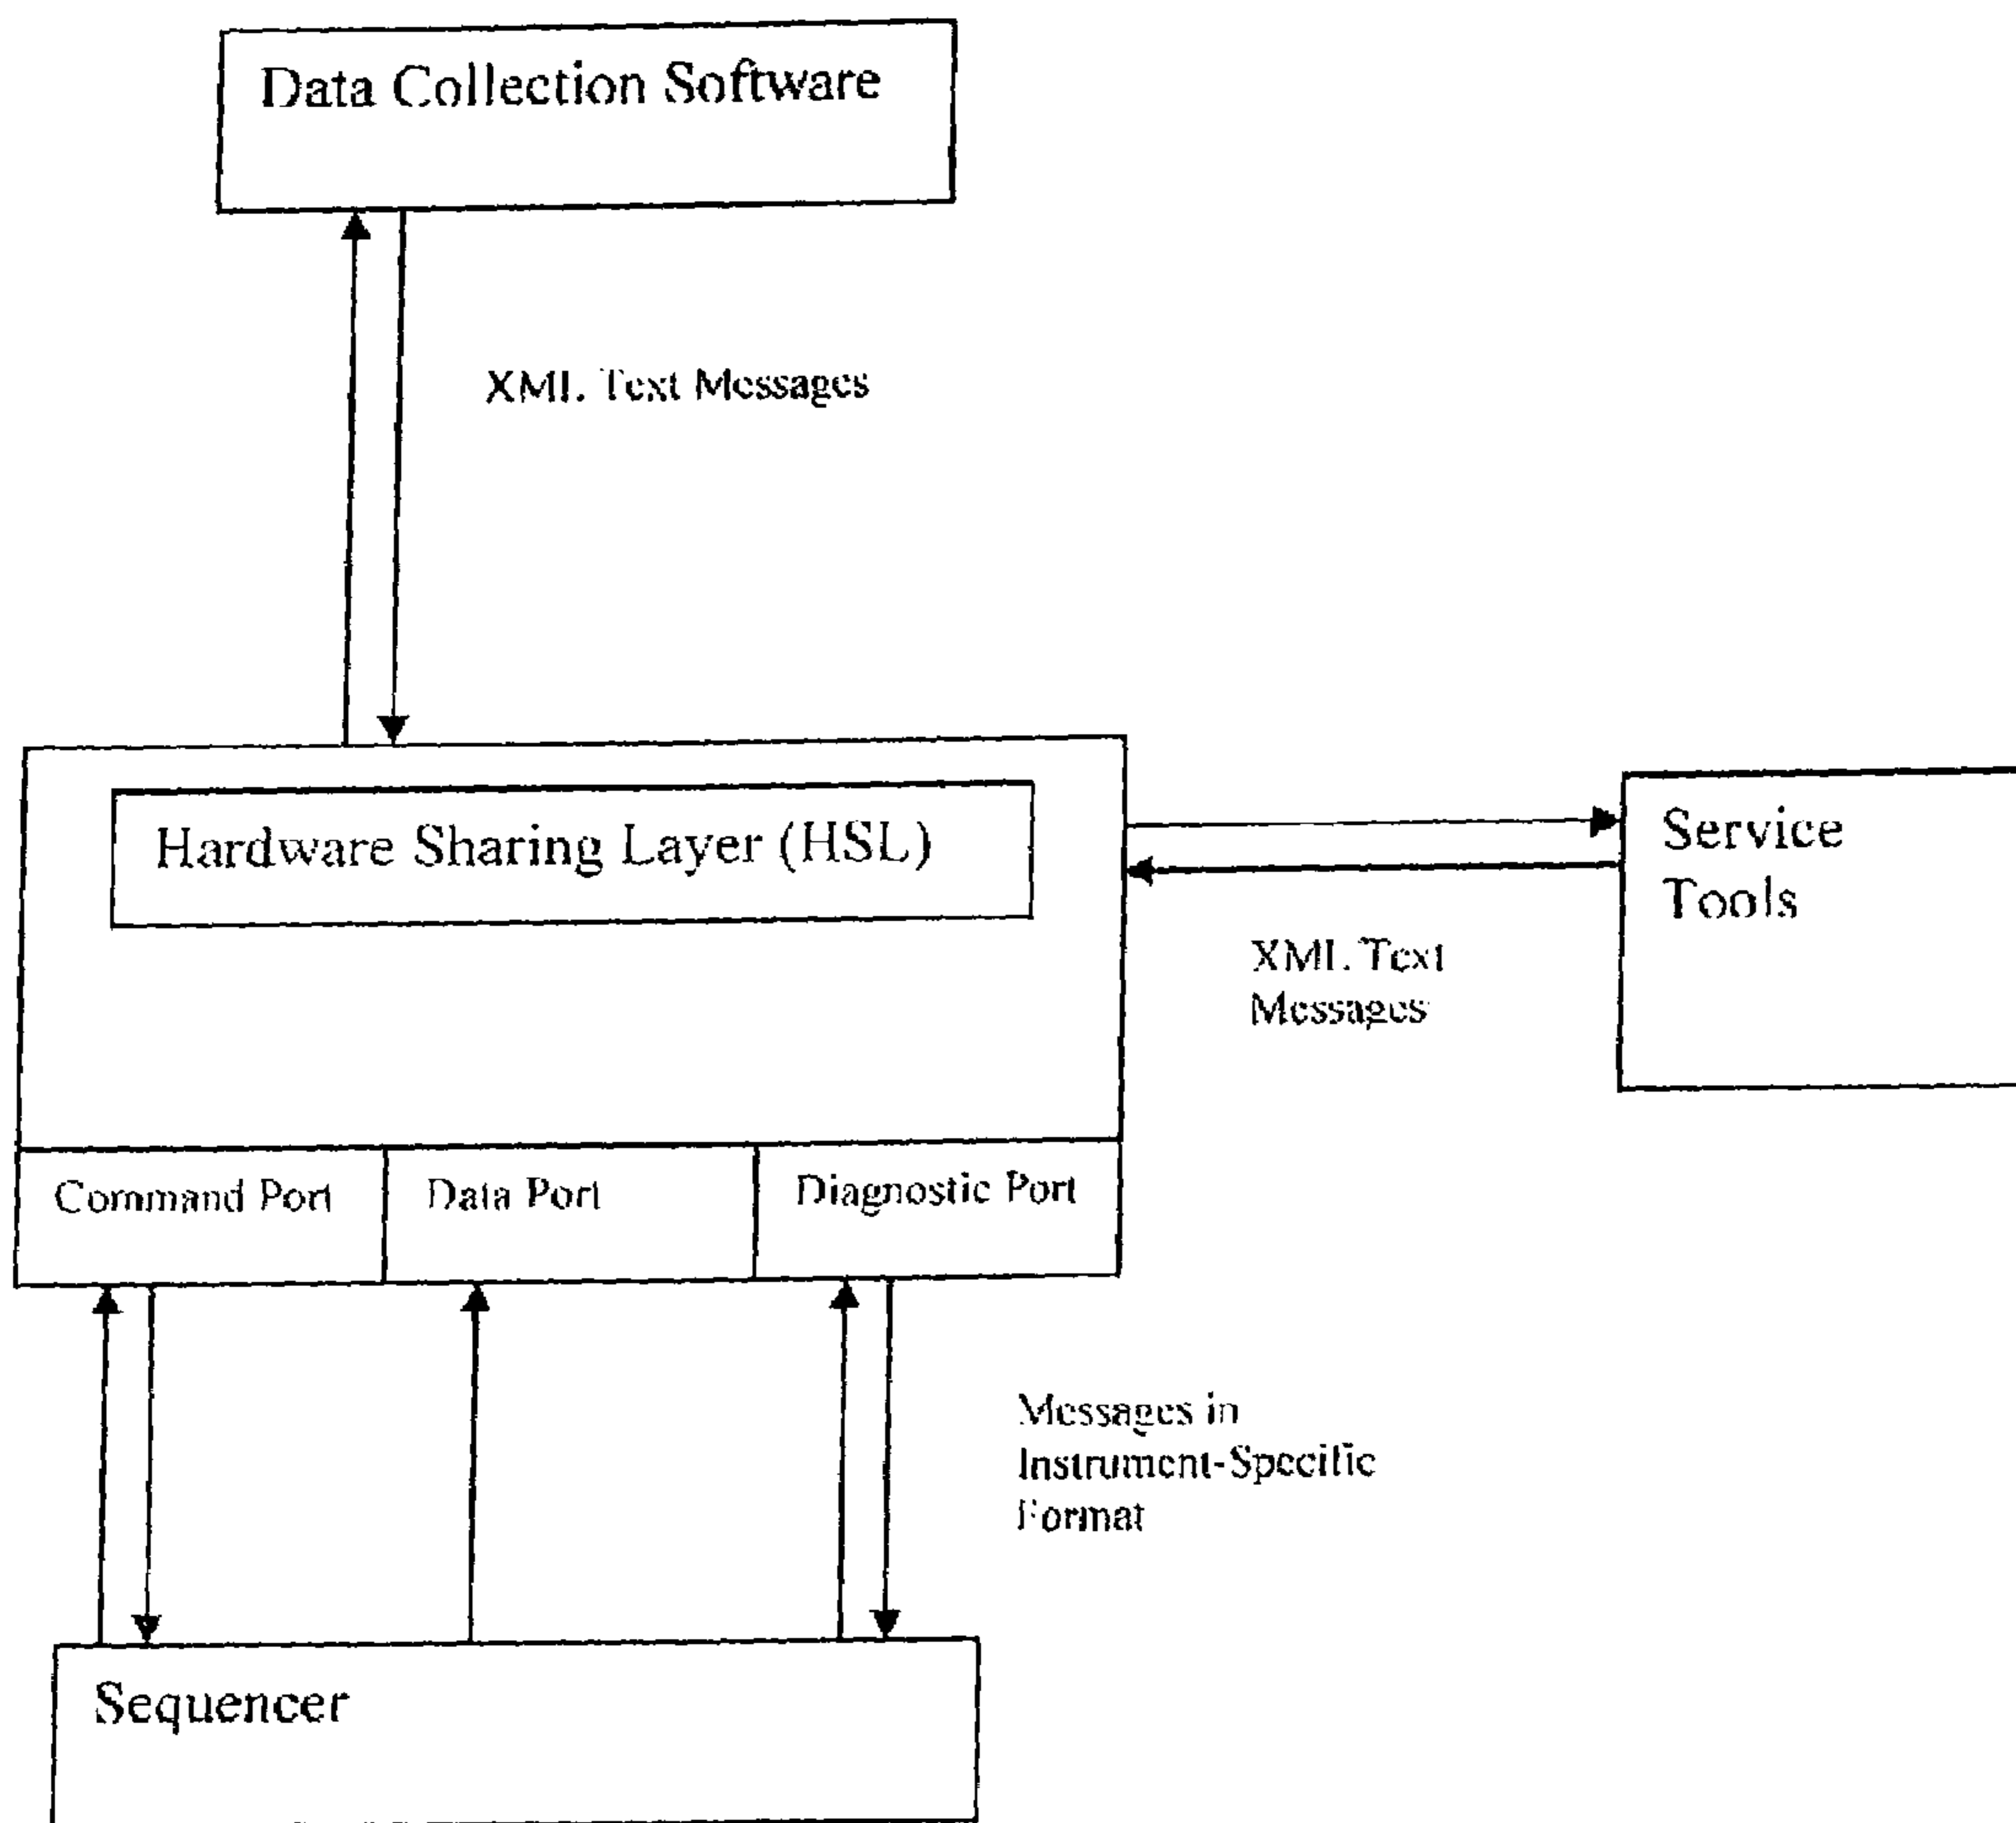 Data Collection Software
XML Text Messages
Hardware Sharing Layer (HSL)
Service
Tools
XML Text
Messages
Command Port
Data Port
Diagnostic Port
Messages in
Instrument-Specific
Format
Sequencer